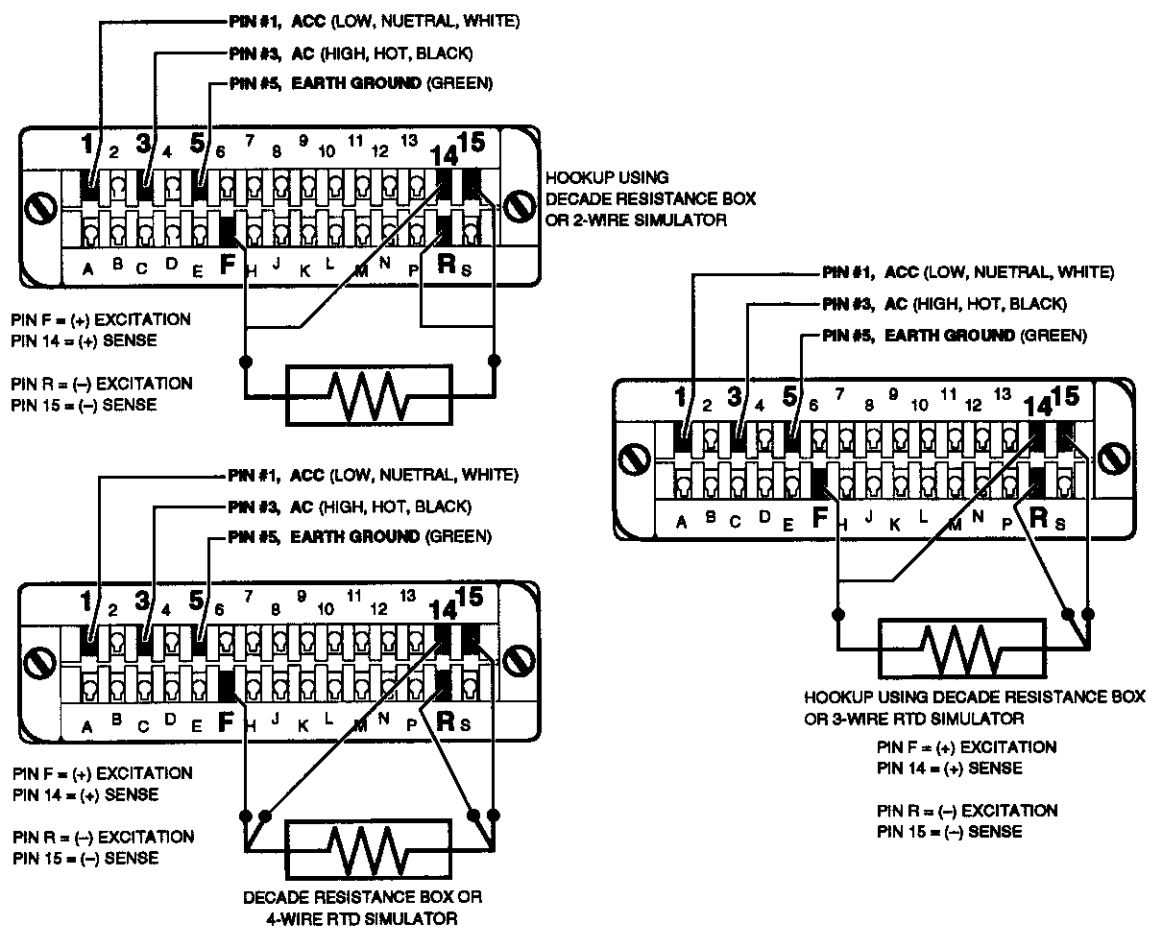 PIN #1, ACC (LOW, NUETRAL, WHITE)
PIN #3, AC (HIGH, HOT, BLACK)
PIN #5, EARTH GROUND (GREEN)
1 2 3 4 5 6 7 8 9 10 11 12 13 14 15
A B C D E F H J K L M N P R S
HOOKUP USING
DECADE RESISTANCE BOX
OR 2-WIRE SIMULATOR
PIN F = (+) EXCITATION
PIN 14 = (+) SENSE
PIN R = (–) EXCITATION
PIN 15 = (–) SENSE
PIN #1, ACC (LOW, NUETRAL, WHITE)
PIN #3, AC (HIGH, HOT, BLACK)
PIN #5, EARTH GROUND (GREEN)
1 2 3 4 5 6 7 8 9 10 11 12 13 14 15
A B C D E F H J K L M N P R S
PIN F = (+) EXCITATION
PIN 14 = (+) SENSE
PIN R = (–) EXCITATION
PIN 15 = (–) SENSE
DECADE RESISTANCE BOX OR
4-WIRE RTD SIMULATOR
PIN #1, ACC (LOW, NUETRAL, WHITE)
PIN #3, AC (HIGH, HOT, BLACK)
PIN #5, EARTH GROUND (GREEN)
1 2 3 4 5 6 7 8 9 10 11 12 13 14 15
A B C D E F H J K L M N P R S
HOOKUP USING DECADE RESISTANCE BOX
OR 3-WIRE RTD SIMULATOR
PIN F = (+) EXCITATION
PIN 14 = (+) SENSE
PIN R = (–) EXCITATION
PIN 15 = (–) SENSE